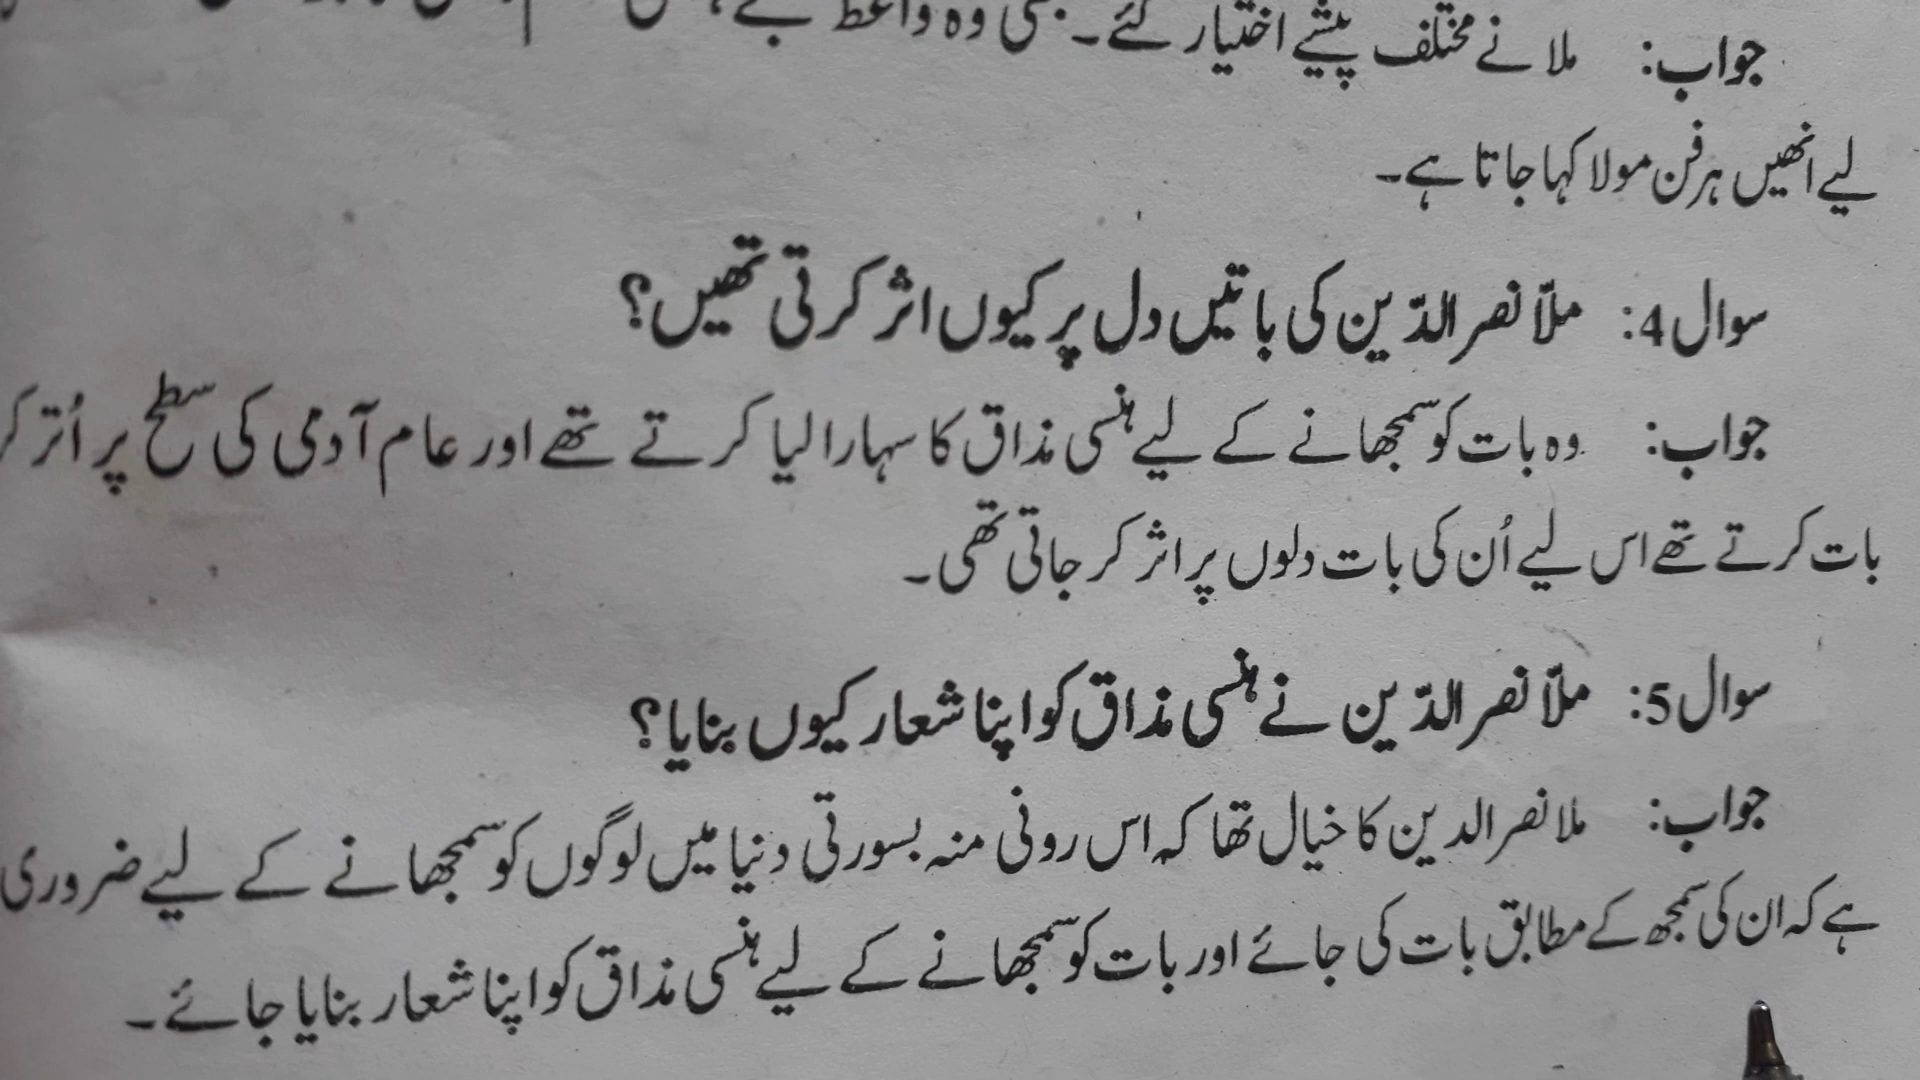 جواب: ملا نے مختلف پیشے اختیار کئے۔ کبھی وہ واعظ بنے
لیے انھیں ہر فن مولا کہا جاتا ہے۔
سوال 4: ملّا نصر الدّین کی باتیں دل پر کیوں اثر کرتی تھیں؟
جواب: وہ بات کو سمجھانے کے لیے ہنسی مذاق کا سہارا لیا کرتے تھے اور عام آدمی کی سطح پر اُتر کر
بات کرتے تھے اس لیے اُن کی بات دلوں پر اثر کر جاتی تھی۔
سوال 5: ملّا نصر الدّین نے ہنسی مذاق کو اپنا شعار کیوں بنایا؟
جواب: ملا نصر الدین کا خیال تھا کہ اس رونی منہ بسورتی دنیا میں لوگوں کو سمجھانے کے لیے ضروری
ہے کہ ان کی سمجھ کے مطابق بات کی جائے اور بات کو سمجھانے کے لیے ہنسی مذاق کو اپنا شعار بنایا جائے۔